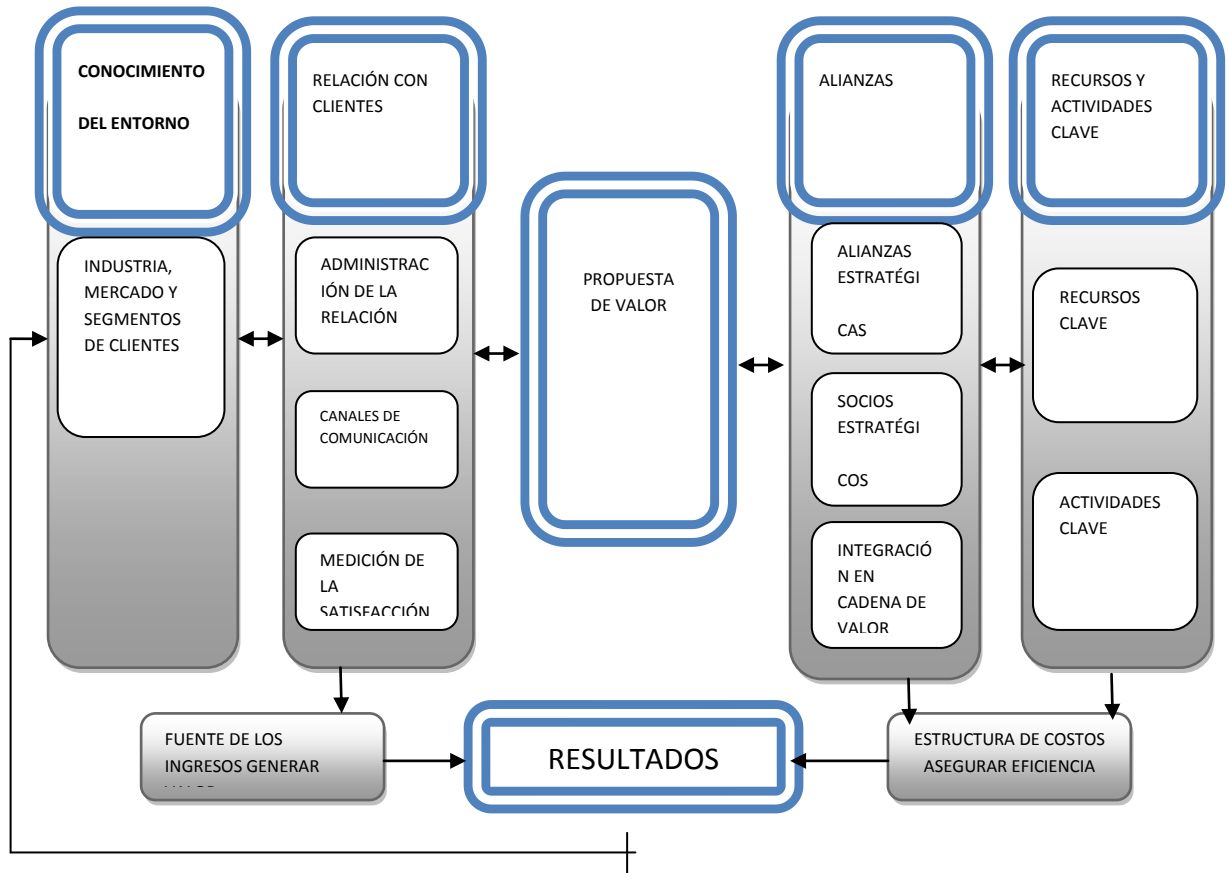 CONOCIMIENTO
DEL ENTORNO
INDUSTRIA,
MERCADO Y
SEGMENTOS
DE CLIENTES
RELACIÓN CON
CLIENTES
ADMINISTRAC
IÓN DE LA
RELACIÓN
CANALES DE
COMUNICACIÓN
MEDICIÓN DE
LA
SATISFACCIÓN
PROPUESTA
DE VALOR
ALIANZAS
ALIANZAS
ESTRATÉGI
CAS
SOCIOS
ESTRATÉGI
COS
INTEGRACIÓ
N EN
CADENA DE
VALOR
RECURSOS Y
ACTIVIDADES
CLAVE
RECURSOS
CLAVE
ACTIVIDADES
CLAVE
FUENTE DE LOS
INGRESOS GENERAR
RESULTADOS
ESTRUCTURA DE COSTOS
ASEGURAR EFICIENCIA